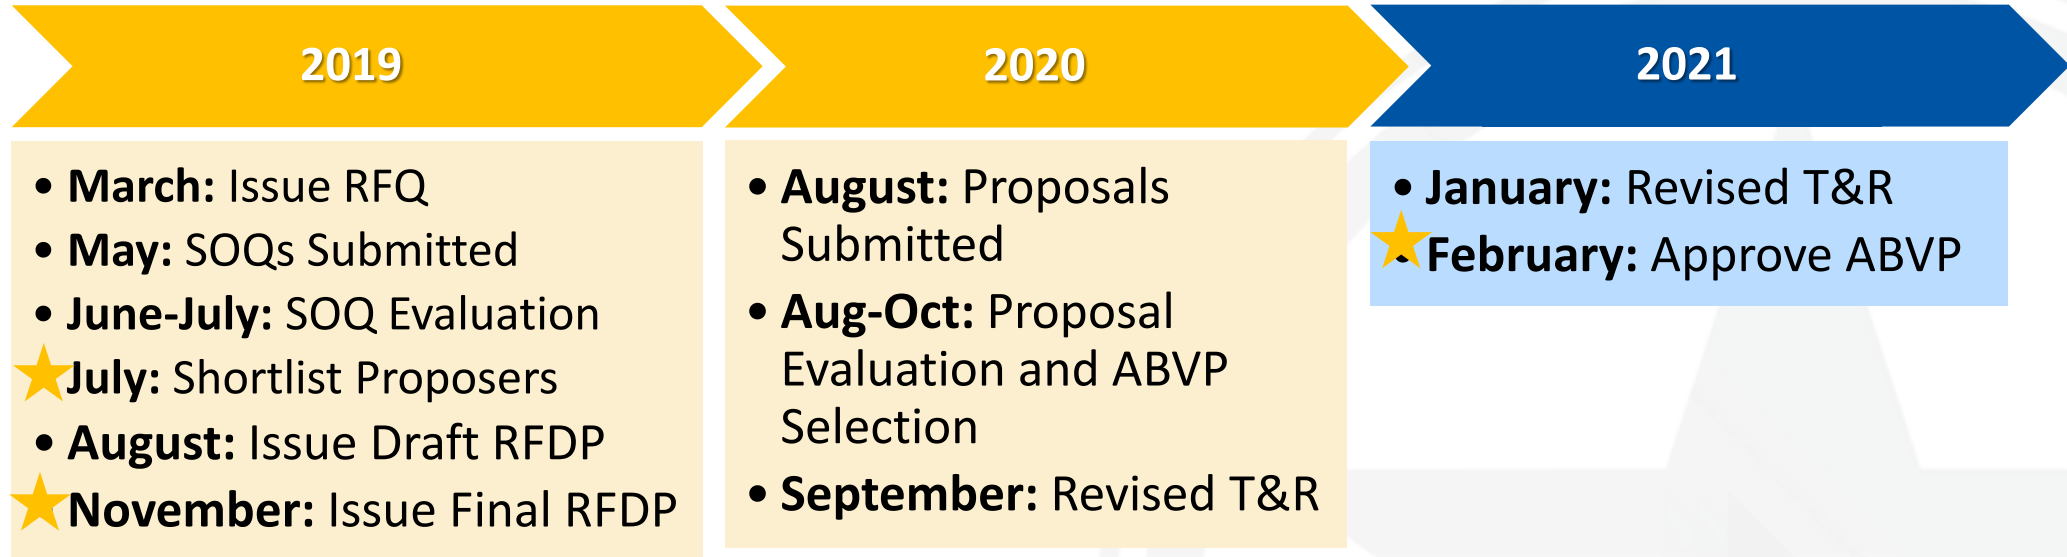 2019
• March: Issue RFQ
• May: SOQs Submitted
• June-July: SOQ Evaluation
July: Shortlist Proposers
• August: Issue Draft RFDP
November: Issue Final RFDP
2020
• August: Proposals
Submitted
• Aug-Oct: Proposal
Evaluation and ABVP
Selection
• September: Revised T&R
2021
• January: Revised T&R
• February: Approve ABVP